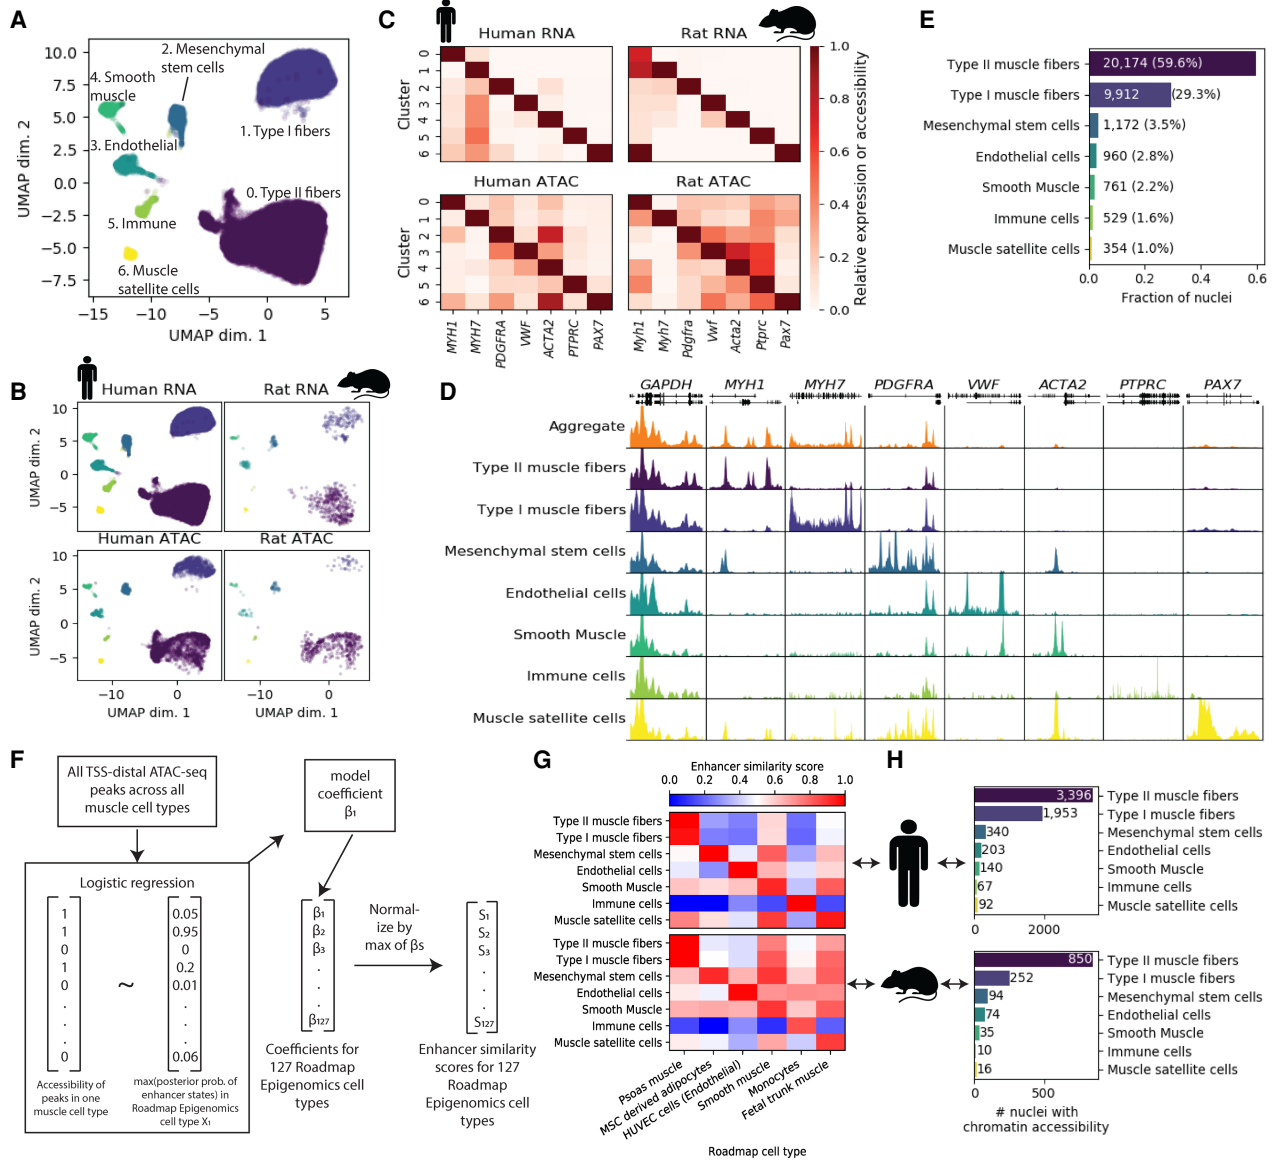 A
UMAP dim. 2
10.0
7.5
5.0
2.5
0.0
−2.5
−5.0
−7.5
2. Mesenchymal
stem cells
4. Smooth
muscle
1. Type I fibers
3. Endothelial
0. Type II fibers
5. Immune
6. Muscle
satellite cells
−15
−10
−5
0
5
UMAP dim. 1
B
Human RNA
Rat RNA
UMAP dim. 2
10
5
0
−5
Human ATAC
Rat ATAC
UMAP dim. 2
10
5
0
−5
−10
0
−10
0
UMAP dim. 1
UMAP dim. 1
C
Human RNA
Rat RNA
Cluster
0
1
2
3
4
5
6
Human ATAC
Rat ATAC
Cluster
0
1
2
3
4
5
6
MYH1
MYH7
PDGFRA
VWF
ACTA2
PTPRC
PAX7
Myh1
Myh7
Pdgfra
Vwf
Acta2
Ptprc
Pax7
1.0
0.8
0.6
0.4
0.2
0.0
Relative expression or accessibility
D
GAPDH
MYH1
MYH7
PDGFRA
VWF
ACTA2
PTPRC
PAX7
Aggregate
Type II muscle fibers
Type I muscle fibers
Mesenchymal stem cells
Endothelial cells
Smooth Muscle
Immune cells
Muscle satellite cells
E
Type II muscle fibers 20,174 (59.6%)
Type I muscle fibers 9,912 (29.3%)
Mesenchymal stem cells 1,172 (3.5%)
Endothelial cells 960 (2.8%)
Smooth Muscle 761 (2.2%)
Immune cells 529 (1.6%)
Muscle satellite cells 354 (1.0%)
0.0
0.2
0.4
0.6
Fraction of nuclei
F
All TSS-distal ATAC-seq
peaks across all
muscle cell types
Logistic regression
1
1
0
1
0
.
.
.
0
~
0.05
0.95
0
0.2
0.01
.
.
.
0.06
Accessibility of
peaks in one
muscle cell type
max(posterior prob. of
enhancer states) in
Roadmap Epigenomics
cell type X₁
model
coefficient
β₁
β₁
β₂
β₃
.
.
.
β₁₂₇
Coefficients for
127 Roadmap
Epigenomics cell
types
Normal-
ize by
max of βs
S₁
S₂
S₃
.
.
.
S₁₂₇
Enhancer similarity
scores for 127
Roadmap
Epigenomics cell
types
G
Enhancer similarity score
0.0
0.2
0.4
0.6
0.8
1.0
Type II muscle fibers
Type I muscle fibers
Mesenchymal stem cells
Endothelial cells
Smooth Muscle
Immune cells
Muscle satellite cells
Type II muscle fibers
Type I muscle fibers
Mesenchymal stem cells
Endothelial cells
Smooth Muscle
Immune cells
Muscle satellite cells
Psoas muscle
MSC derived adipocytes
HUVEC cells (Endothelial)
Smooth muscle
Monocytes
Fetal trunk muscle
Roadmap cell type
H
3,396 Type II muscle fibers
1,953 Type I muscle fibers
340 Mesenchymal stem cells
203 Endothelial cells
140 Smooth Muscle
67 Immune cells
92 Muscle satellite cells
0
2000
850 Type II muscle fibers
252 Type I muscle fibers
94 Mesenchymal stem cells
74 Endothelial cells
35 Smooth Muscle
10 Immune cells
16 Muscle satellite cells
0
500
# nuclei with
chromatin accessibility